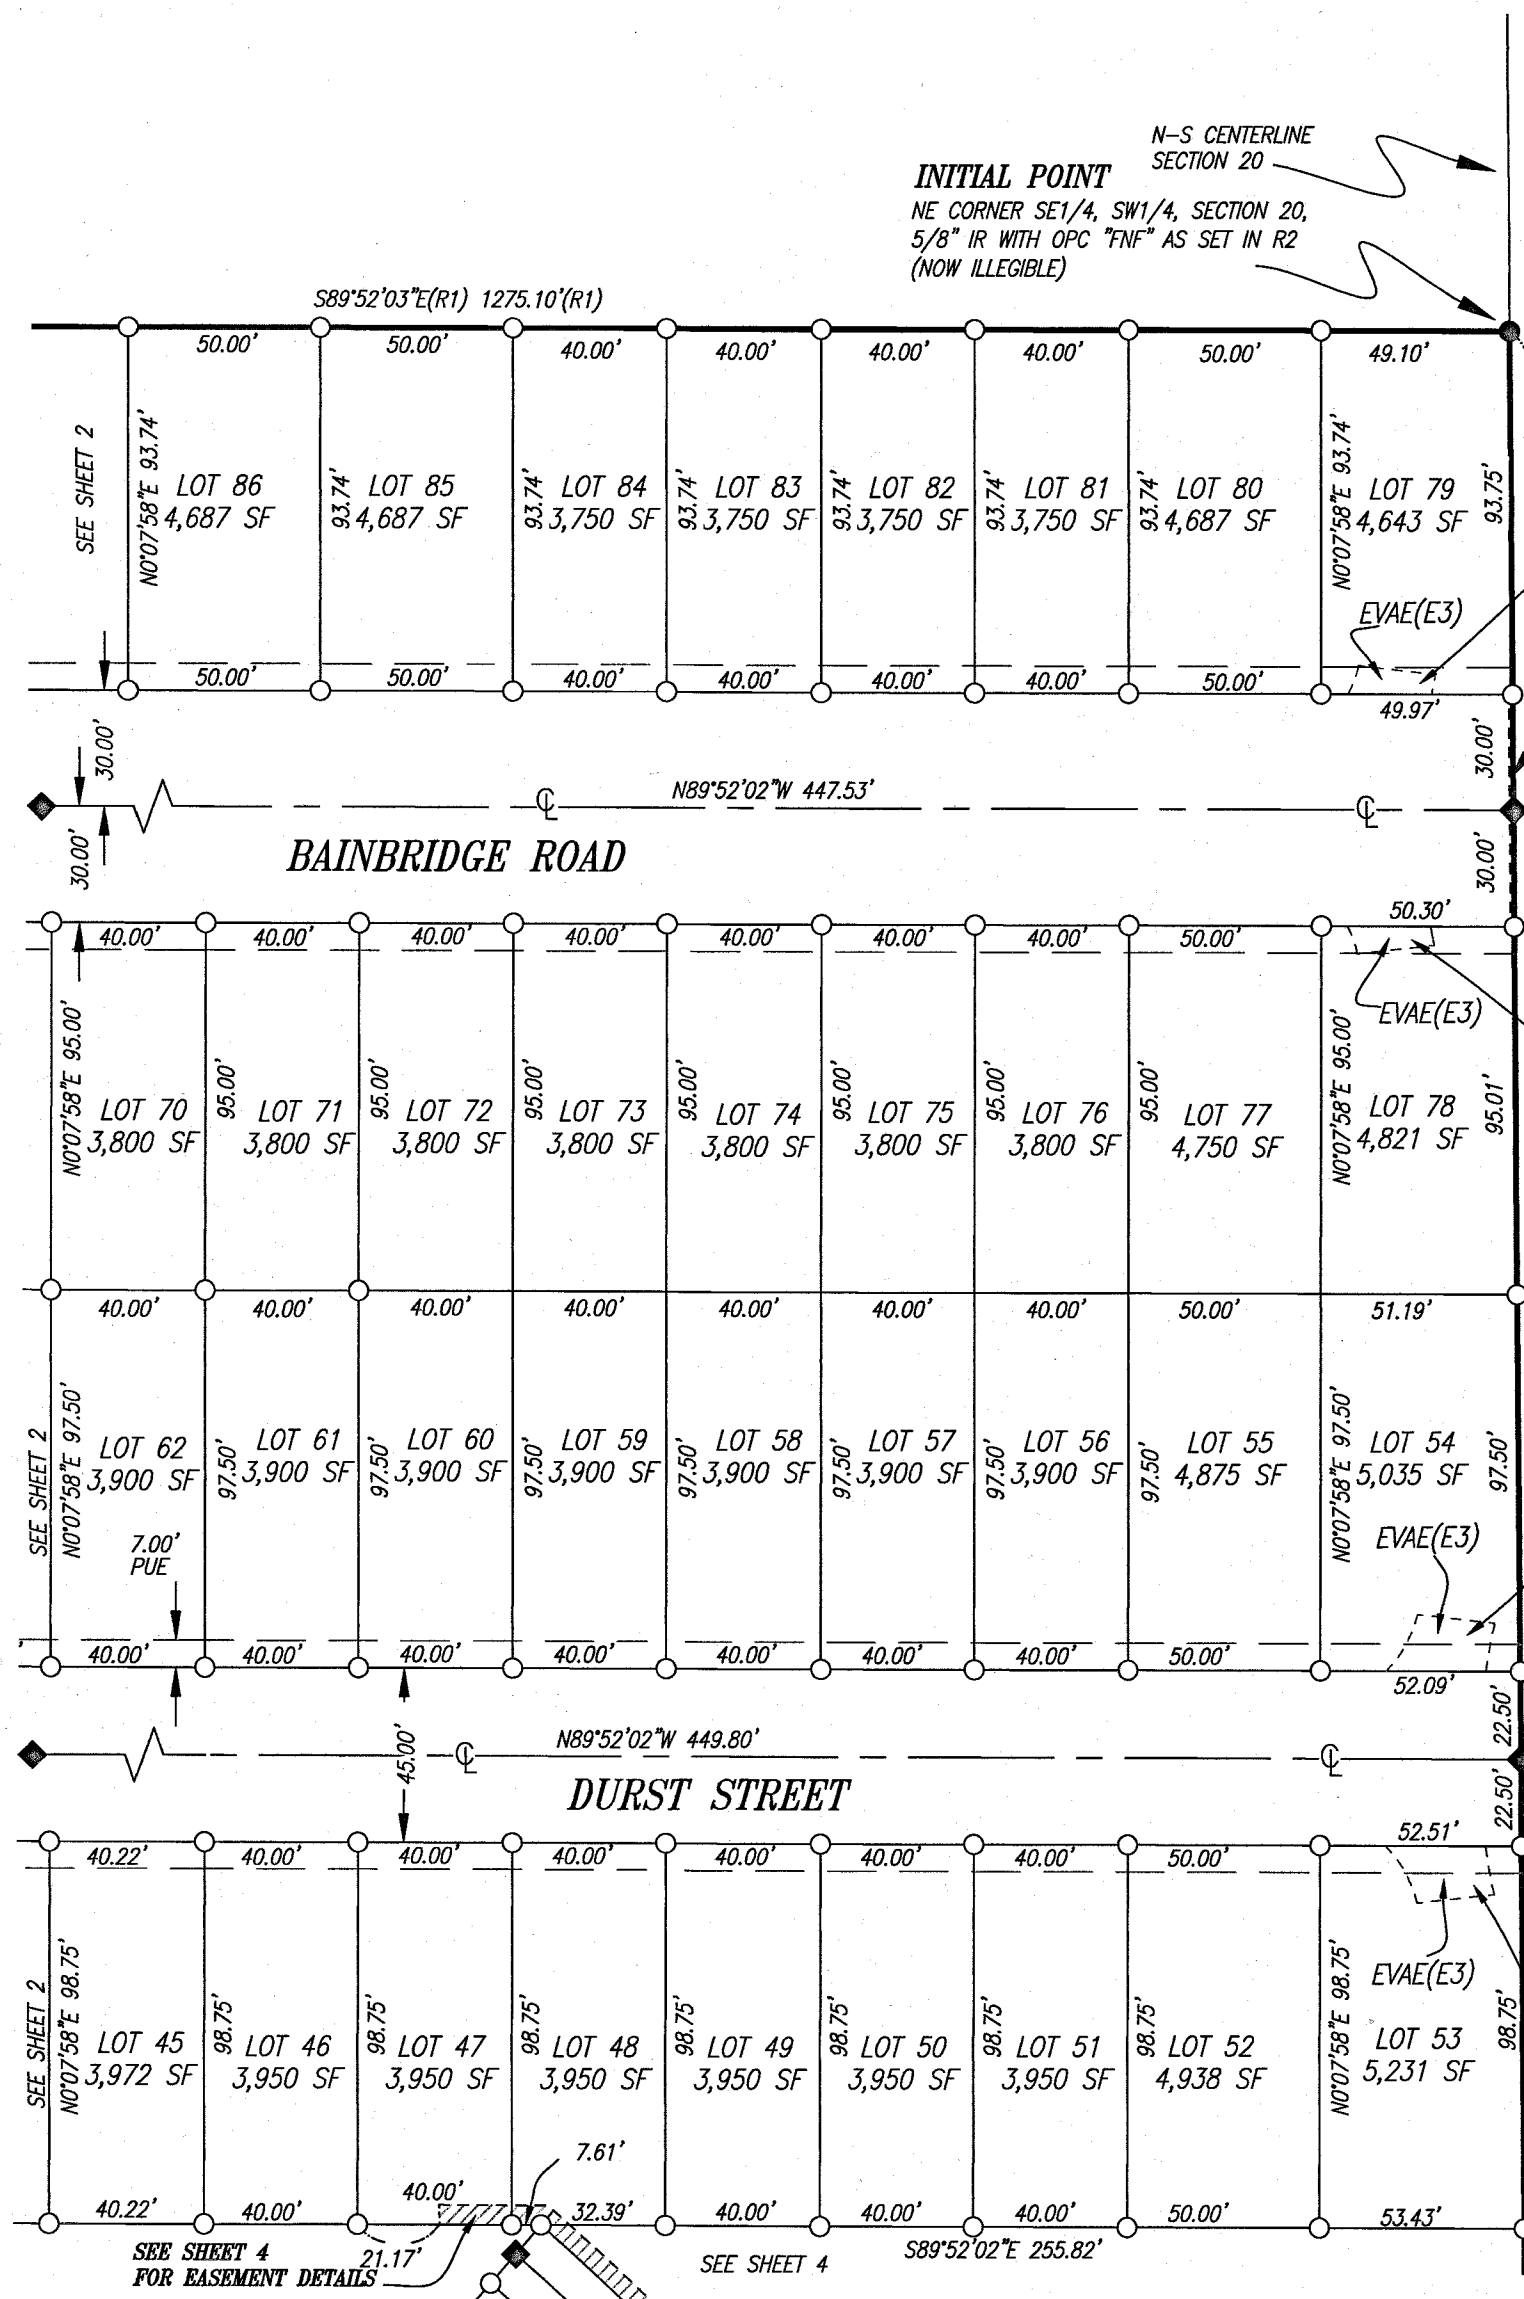 N-S CENTERLINE
SECTION 20
INITIAL POINT
NE CORNER SE1/4, SW1/4, SECTION 20,
5/8" IR WITH OPC "FNF" AS SET IN R2
(NOW ILLEGIBLE)
S89°52'03"E(R1) 1275.10'(R1)
50.00' 50.00' 40.00' 40.00' 40.00' 40.00' 50.00' 49.10'
SEE SHEET 2
N0°07'58"E 93.74'
LOT 86
4,687 SF
93.74'
LOT 85
4,687 SF
93.74'
LOT 84
3,750 SF
93.74'
LOT 83
3,750 SF
93.74'
LOT 82
3,750 SF
93.74'
LOT 81
3,750 SF
93.74'
LOT 80
4,687 SF
N0°07'58"E 93.74'
LOT 79
4,643 SF
93.75'
EVAE(E3)
50.00' 50.00' 40.00' 40.00' 40.00' 40.00' 50.00' 49.97'
30.00'
30.00'
N89°52'02"W 447.53'
CL
CL
30.00'
30.00'
BAINBRIDGE ROAD
40.00' 40.00' 40.00' 40.00' 40.00' 40.00' 40.00' 50.00' 50.30'
EVAE(E3)
N0°07'58"E 95.00'
LOT 70
3,800 SF
95.00'
LOT 71
3,800 SF
95.00'
LOT 72
3,800 SF
95.00'
LOT 73
3,800 SF
95.00'
LOT 74
3,800 SF
95.00'
LOT 75
3,800 SF
95.00'
LOT 76
3,800 SF
95.00'
LOT 77
4,750 SF
N0°07'58"E 95.00'
LOT 78
4,821 SF
95.01'
40.00' 40.00' 40.00' 40.00' 40.00' 40.00' 40.00' 50.00' 51.19'
SEE SHEET 2
N0°07'58"E 97.50'
LOT 62
3,900 SF
97.50'
LOT 61
3,900 SF
97.50'
LOT 60
3,900 SF
97.50'
LOT 59
3,900 SF
97.50'
LOT 58
3,900 SF
97.50'
LOT 57
3,900 SF
97.50'
LOT 56
3,900 SF
97.50'
LOT 55
4,875 SF
N0°07'58"E 97.50'
LOT 54
5,035 SF
97.50'
7.00'
PUE
EVAE(E3)
40.00' 40.00' 40.00' 40.00' 40.00' 40.00' 40.00' 50.00' 52.09'
45.00'
N89°52'02"W 449.80'
CL
CL
22.50'
22.50'
DURST STREET
40.22' 40.00' 40.00' 40.00' 40.00' 40.00' 40.00' 50.00' 52.51'
EVAE(E3)
SEE SHEET 2
N0°07'58"E 98.75'
LOT 45
3,972 SF
98.75'
LOT 46
3,950 SF
98.75'
LOT 47
3,950 SF
98.75'
LOT 48
3,950 SF
98.75'
LOT 49
3,950 SF
98.75'
LOT 50
3,950 SF
98.75'
LOT 51
3,950 SF
98.75'
LOT 52
4,938 SF
N0°07'58"E 98.75'
LOT 53
5,231 SF
98.75'
7.61'
40.22' 40.00' 40.00' 32.39' 40.00' 40.00' 40.00' 50.00' 53.43'
21.17'
SEE SHEET 4
FOR EASEMENT DETAILS
SEE SHEET 4
S89°52'02"E 255.82'